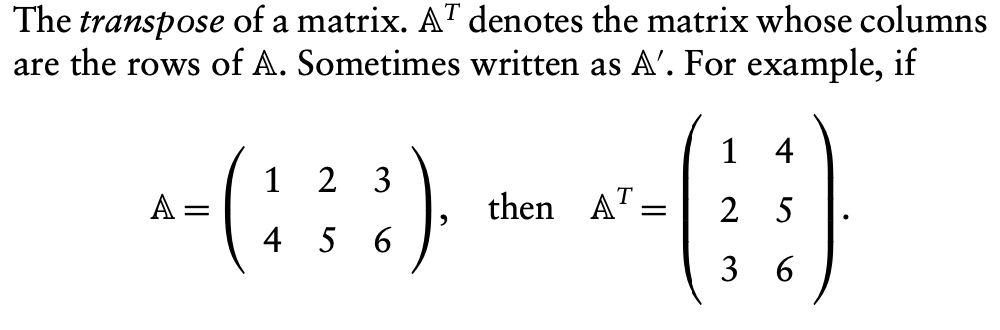 The transpose of a matrix. 𝔸ᵀ denotes the matrix whose columns
are the rows of 𝔸. Sometimes written as 𝔸′. For example, if
𝔸 = ( 1 2 3 ; 4 5 6 ), then 𝔸ᵀ = ( 1 4 ; 2 5 ; 3 6 ).